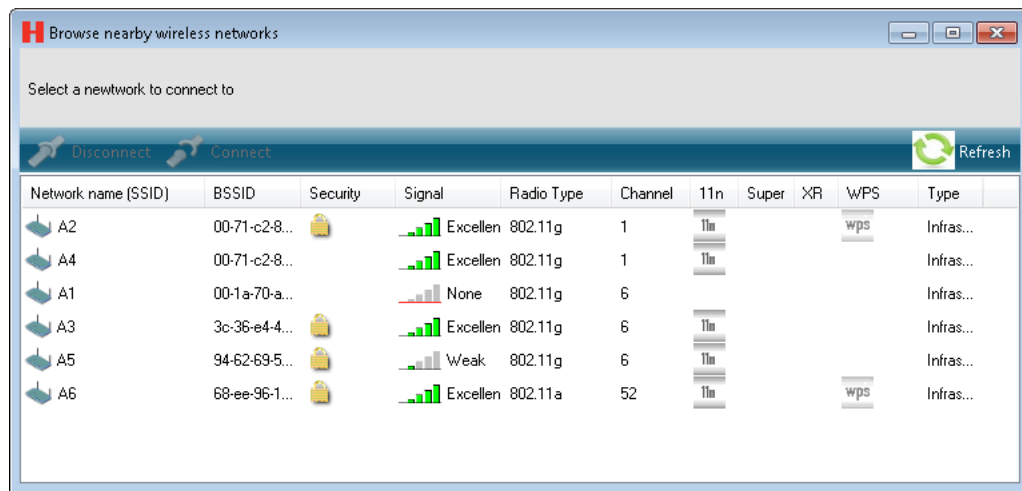 H Browse nearby wireless networks
Select a newtwork to connect to
Disconnect Connect Refresh
Network name (SSID) BSSID Security Signal Radio Type Channel 11n Super XR WPS Type
A2 00-71-c2-8... Excellen 802.11g 1 11n wps Infras...
A4 00-71-c2-8... Excellen 802.11g 1 11n Infras...
A1 00-1a-70-a... None 802.11g 6 Infras...
A3 3c-36-e4-4... Excellen 802.11g 6 11n Infras...
A5 94-62-69-5... Weak 802.11g 6 11n Infras...
A6 68-ee-96-1... Excellen 802.11a 52 11n wps Infras...